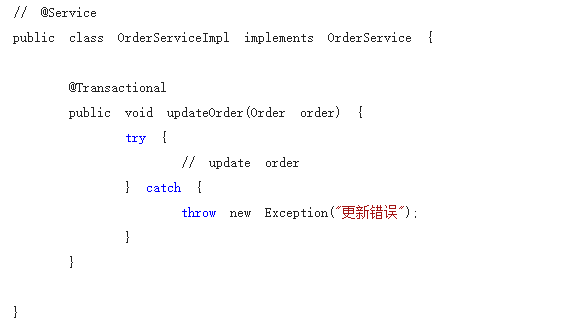 // @Service
public class OrderServiceImpl implements OrderService {
@Transactional
public void updateOrder(Order order) {
try {
// update order
} catch {
throw new Exception("更新错误");
}
}
}